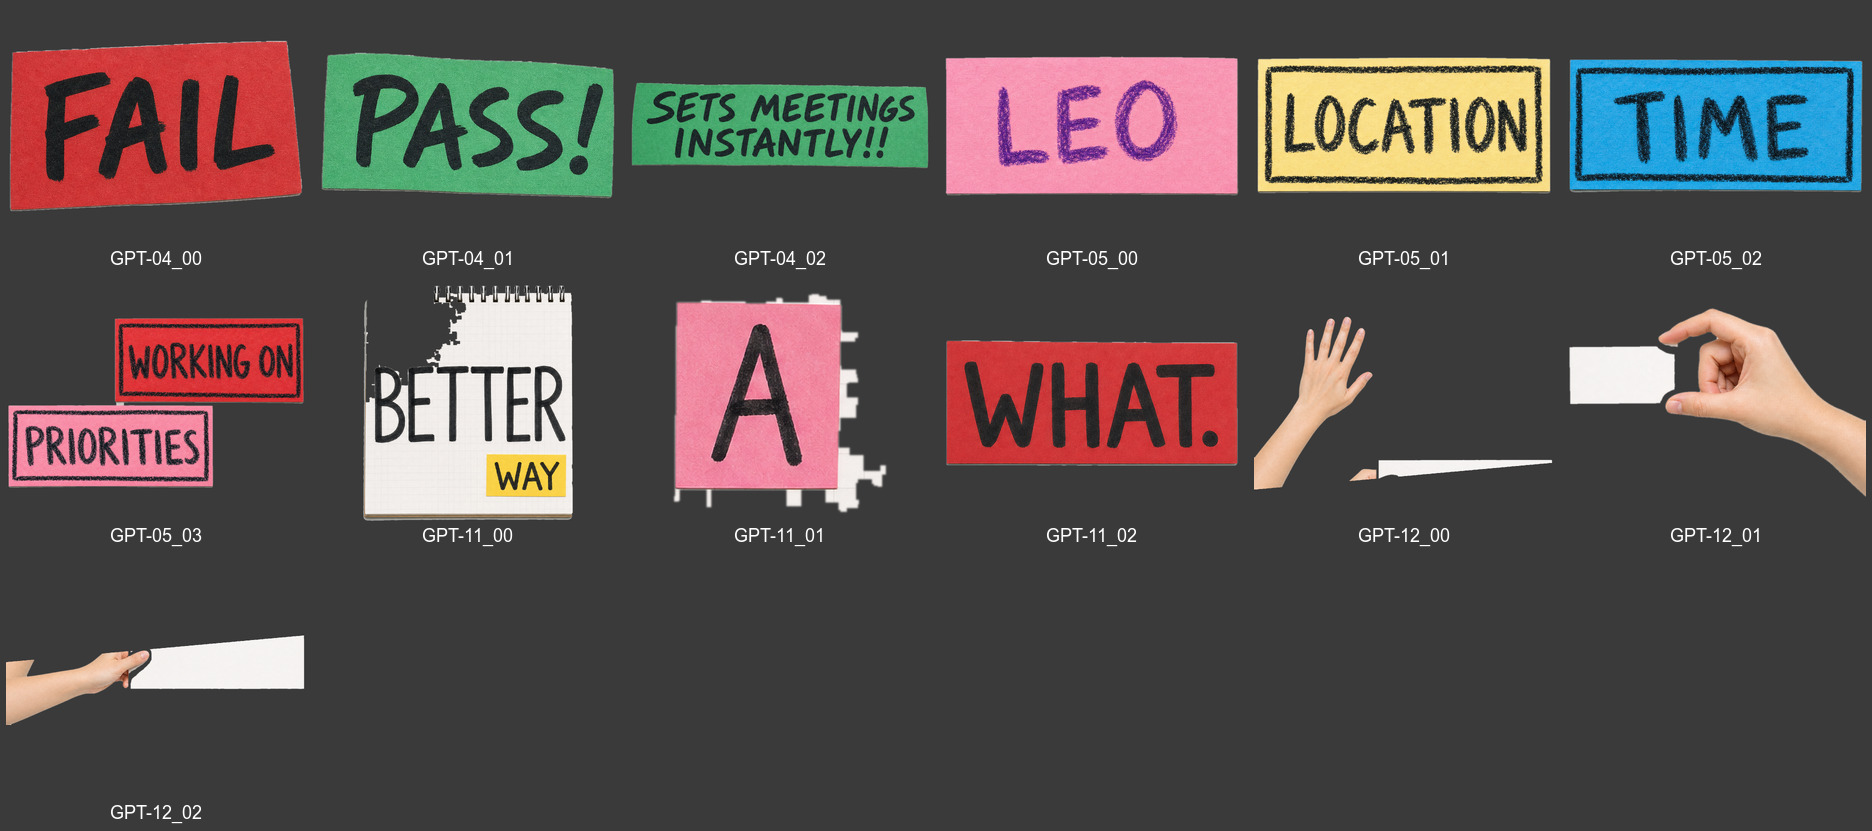 FAIL
PASS!
SETS MEETINGS
INSTANTLY!!
LEO
LOCATION
TIME
GPT-04_00
GPT-04_01
GPT-04_02
GPT-05_00
GPT-05_01
GPT-05_02
WORKING ON
PRIORITIES
BETTER
WAY
A
WHAT.
GPT-05_03
GPT-11_00
GPT-11_01
GPT-11_02
GPT-12_00
GPT-12_01
GPT-12_02